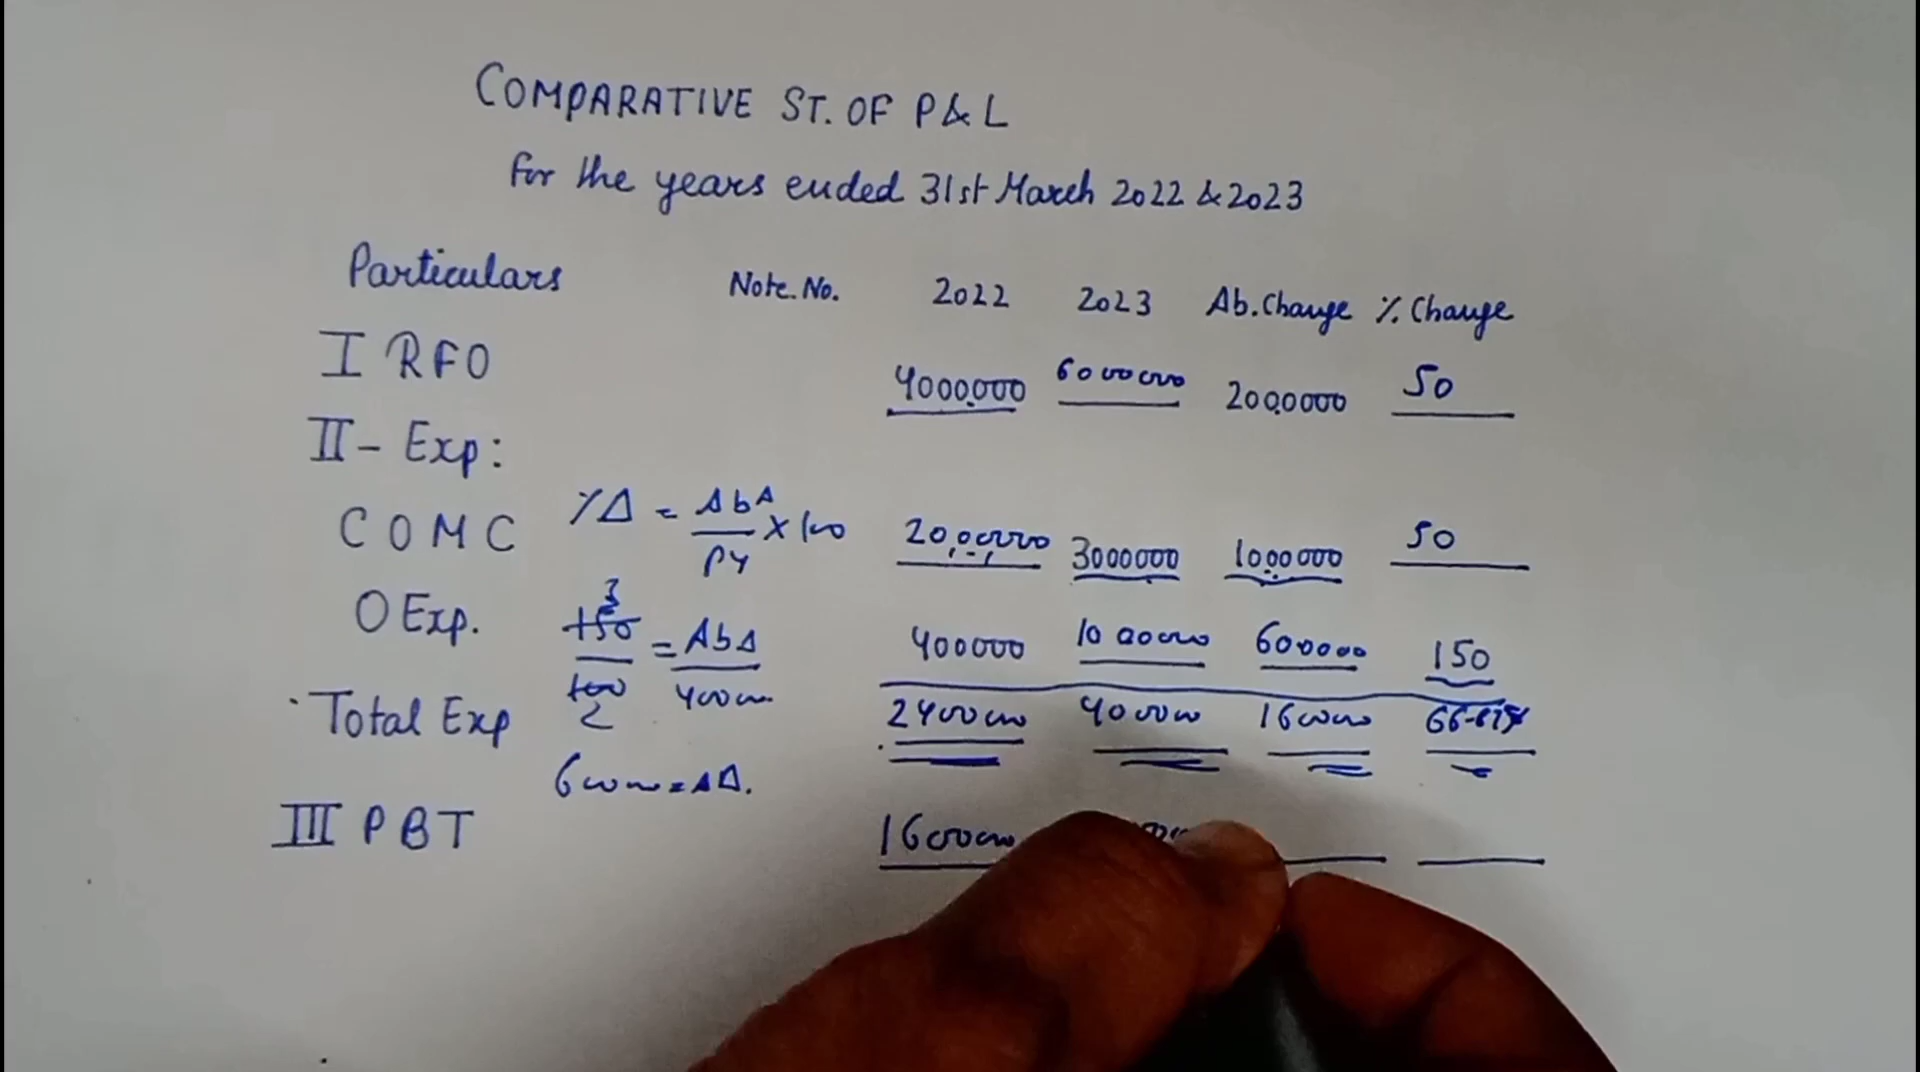 COMPARATIVE ST. OF P&L
for the years ended 31st March 2022 & 2023
Particulars Note. No. 2022 2023 Ab. Change % Change
I RFO 4000000 6000000 2000000 50
II - Exp:
COMC %Δ = AbΔ / PY × 100 2000000 3000000 1000000 50
O Exp. 3 150 / 100 2 = AbΔ / 400000 400000 1000000 600000 150
Total Exp 2400000 4000000 1600000 66.67%
600000 = AΔ.
III PBT 1600000